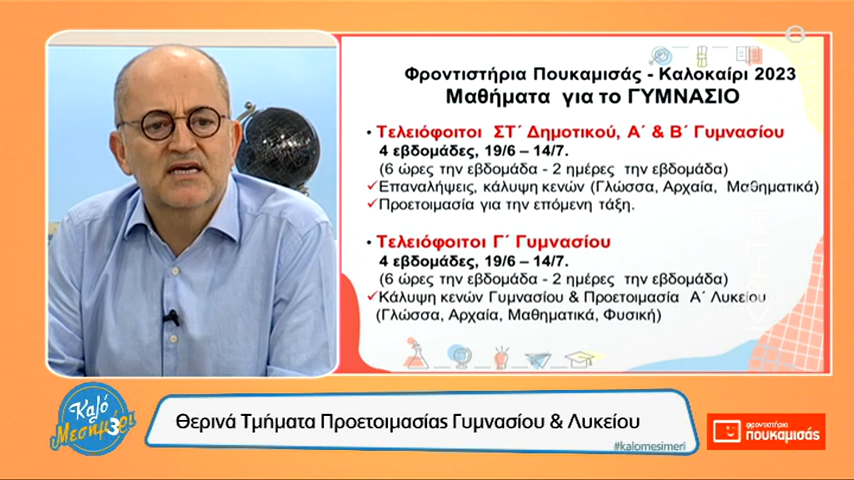 Φροντιστήρια Πουκαμισάς - Καλοκαίρι 2023
Μαθήματα για το ΓΥΜΝΑΣΙΟ
• Τελειόφοιτοι ΣΤ΄ Δημοτικού, Α΄ & Β΄ Γυμνασίου
4 εβδομάδες, 19/6 – 14/7.
(6 ώρες την εβδομάδα - 2 ημέρες την εβδομάδα)
✓Επαναλήψεις, κάλυψη κενών (Γλώσσα, Αρχαία, Μαθηματικά)
✓Προετοιμασία για την επόμενη τάξη.
• Τελειόφοιτοι Γ΄ Γυμνασίου
4 εβδομάδες, 19/6 – 14/7.
(6 ώρες την εβδομάδα - 2 ημέρες την εβδομάδα)
✓Κάλυψη κενών Γυμνασίου & Προετοιμασία Α΄ Λυκείου
(Γλώσσα, Αρχαία, Μαθηματικά, Φυσική)
Καλό
Μεσημέρι
3
Θερινά Τμήματα Προετοιμασίας Γυμνασίου & Λυκείου
#kalomesimeri
φροντιστήρια
πουκαμισάς